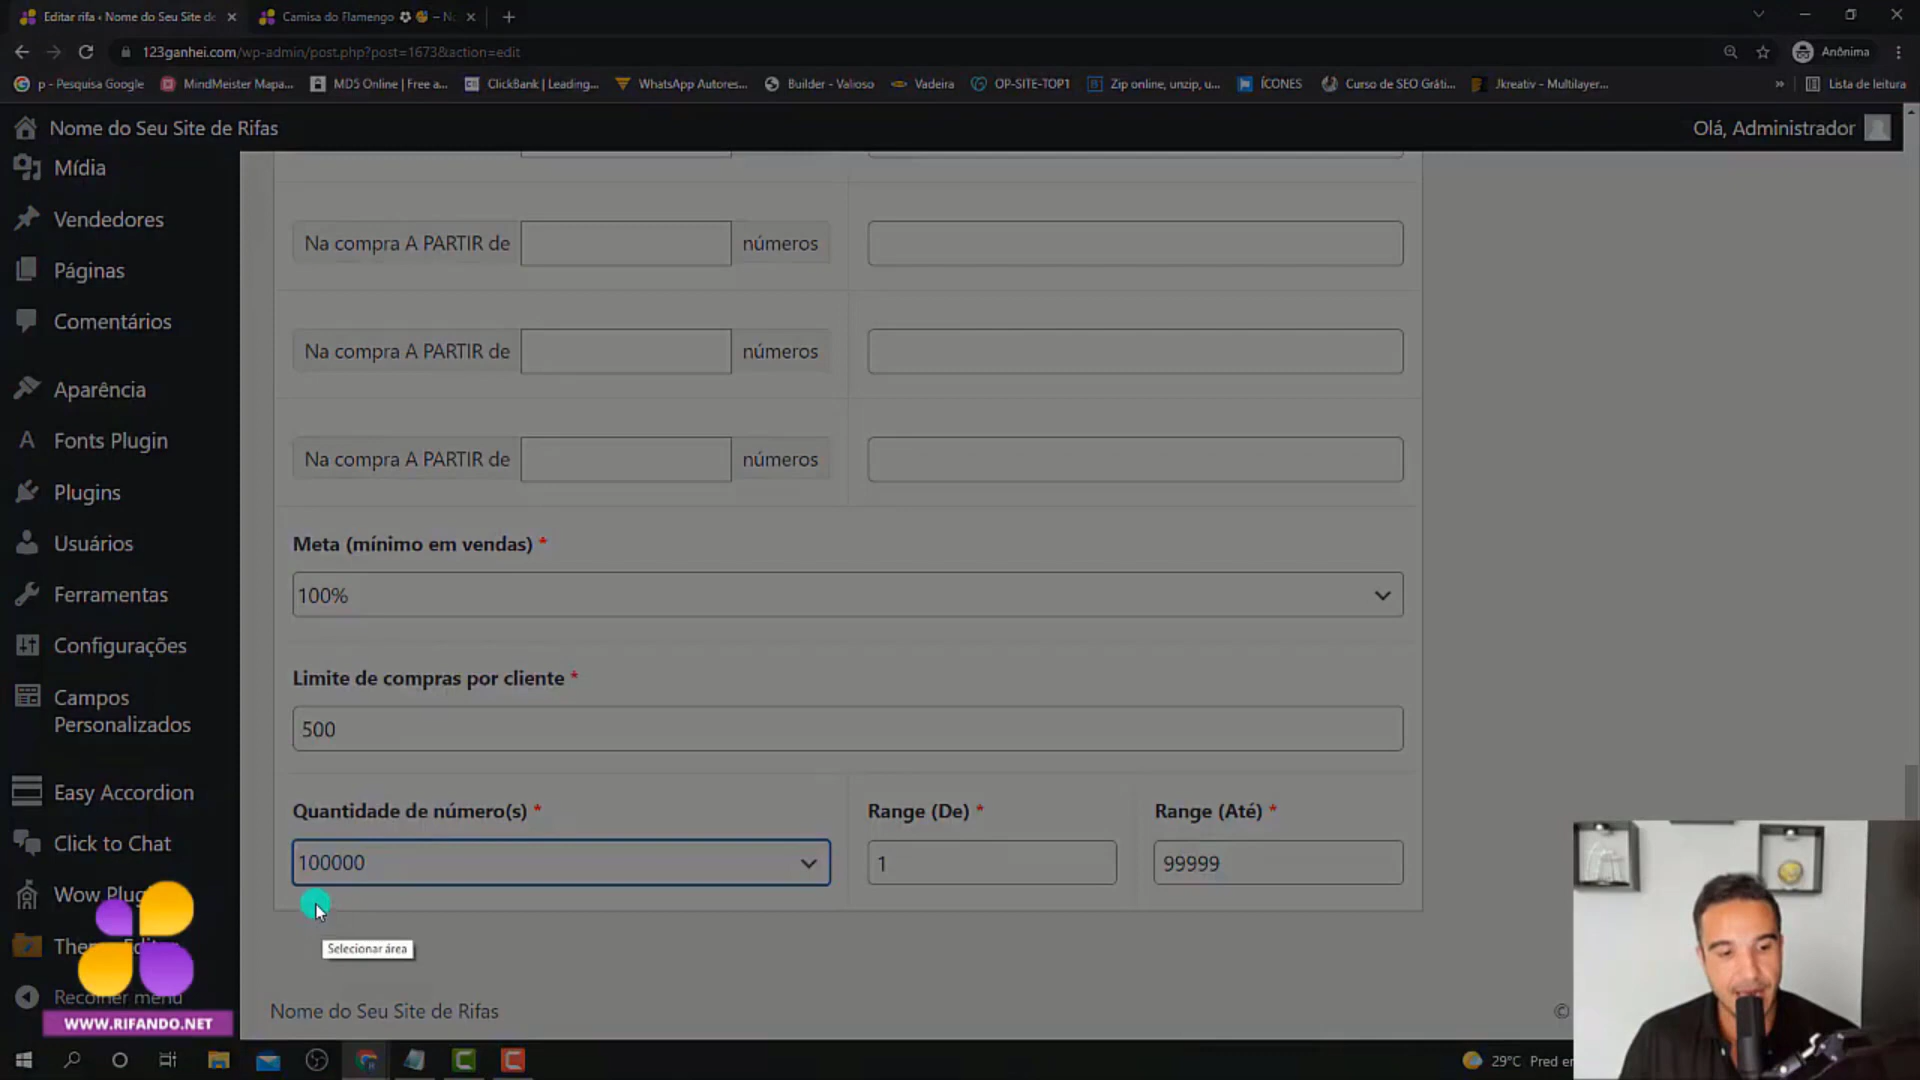 Editar rifa ‹ Nome do Seu Site de
Camisa do Flamengo
123ganhei.com/wp-admin/post.php?post=1673&action=edit
Anônima
p - Pesquisa Google
MindMeister Mapa...
MD5 Online | Free a...
ClickBank | Leading...
WhatsApp Autores...
Builder - Valioso
Vadeira
OP-SITE-TOP1
Zip online, unzip, u...
ÍCONES
Curso de SEO Gráti...
Jkreativ - Multilayer...
»
Lista de leitura
Nome do Seu Site de Rifas
Olá, Administrador
Mídia
Vendedores
Páginas
Comentários
Aparência
Fonts Plugin
Plugins
Usuários
Ferramentas
Configurações
Campos
Personalizados
Easy Accordion
Click to Chat
Wow Plug
Recolher menu
WWW.RIFANDO.NET
Na compra A PARTIR de números
Na compra A PARTIR de números
Na compra A PARTIR de números
Meta (mínimo em vendas) *
100%
Limite de compras por cliente *
500
Quantidade de número(s) * Range (De) * Range (Até) *
100000 1 99999
Selecionar área
Nome do Seu Site de Rifas
©
29°C Pred